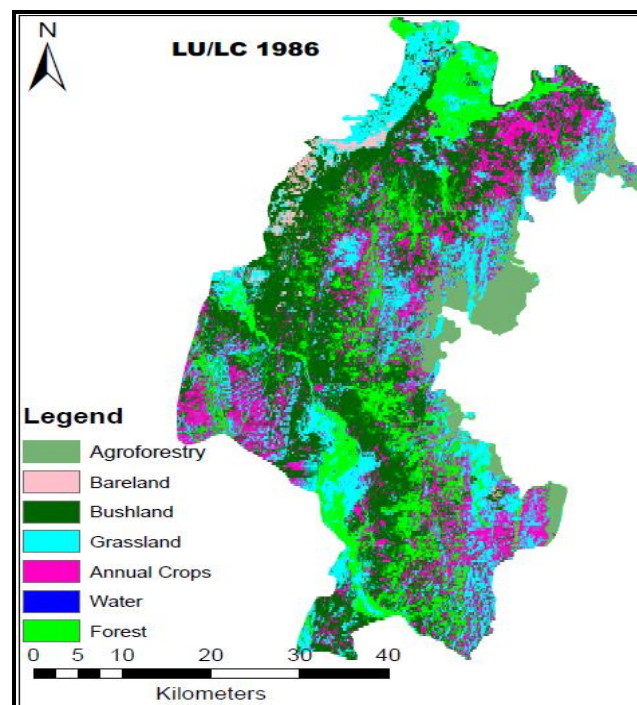 N
LU/LC 1986
Legend
Agroforestry
Bareland
Bushland
Grassland
Annual Crops
Water
Forest
0 5 10 20 30 40
Kilometers